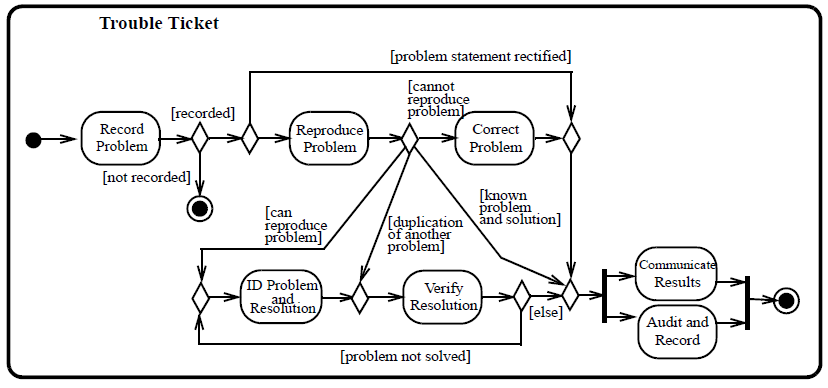 Trouble Ticket
[problem statement rectified]
[cannot
reproduce
problem]
[recorded]
Record
Problem
Reproduce
Problem
Correct
Problem
[not recorded]
[can
reproduce
problem]
[duplication
of another
problem]
[known
problem
and solution]
ID Problem
and
Resolution
Verify
Resolution
[else]
Communicate
Results
Audit and
Record
[problem not solved]